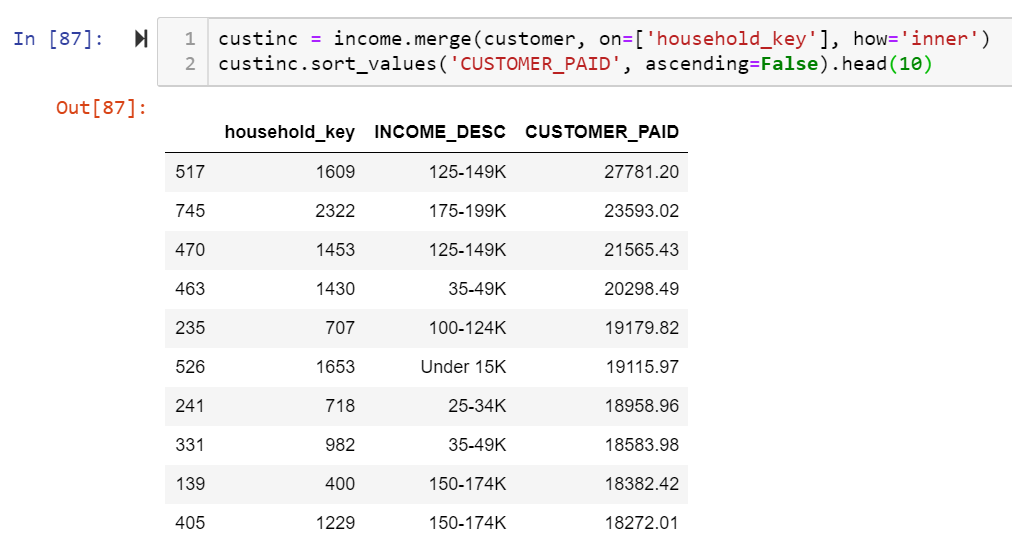 In [87]:
1 custinc = income.merge(customer, on=['household_key'], how='inner')
2 custinc.sort_values('CUSTOMER_PAID', ascending=False).head(10)
Out[87]:
household_key INCOME_DESC CUSTOMER_PAID
517 1609 125-149K 27781.20
745 2322 175-199K 23593.02
470 1453 125-149K 21565.43
463 1430 35-49K 20298.49
235 707 100-124K 19179.82
526 1653 Under 15K 19115.97
241 718 25-34K 18958.96
331 982 35-49K 18583.98
139 400 150-174K 18382.42
405 1229 150-174K 18272.01